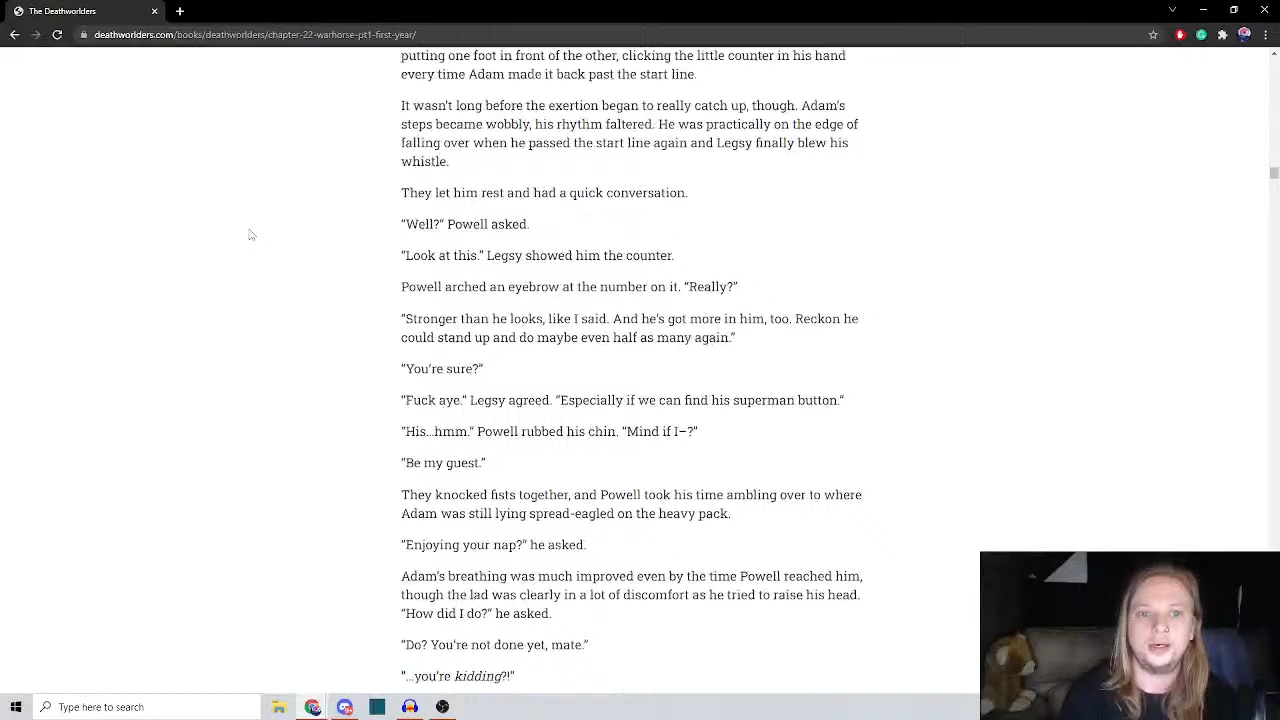 The Deathworlders
deathworlders.com/books/deathworlders/chapter-22-warhorse-pt1-first-year/
putting one foot in front of the other, clicking the little counter in his hand
every time Adam made it back past the start line.
It wasn't long before the exertion began to really catch up, though. Adam's
steps became wobbly, his rhythm faltered. He was practically on the edge of
falling over when he passed the start line again and Legsy finally blew his
whistle.
They let him rest and had a quick conversation.
“Well?” Powell asked.
“Look at this.” Legsy showed him the counter.
Powell arched an eyebrow at the number on it. “Really?”
“Stronger than he looks, like I said. And he's got more in him, too. Reckon he
could stand up and do maybe even half as many again.”
“You're sure?”
“Fuck aye.” Legsy agreed. “Especially if we can find his superman button.”
“His…hmm.” Powell rubbed his chin. “Mind if I–?”
“Be my guest.”
They knocked fists together, and Powell took his time ambling over to where
Adam was still lying spread-eagled on the heavy pack.
“Enjoying your nap?” he asked.
Adam's breathing was much improved even by the time Powell reached him,
though the lad was clearly in a lot of discomfort as he tried to raise his head.
“How did I do?” he asked.
“Do? You're not done yet, mate.”
“…you're kidding?!”
Type here to search